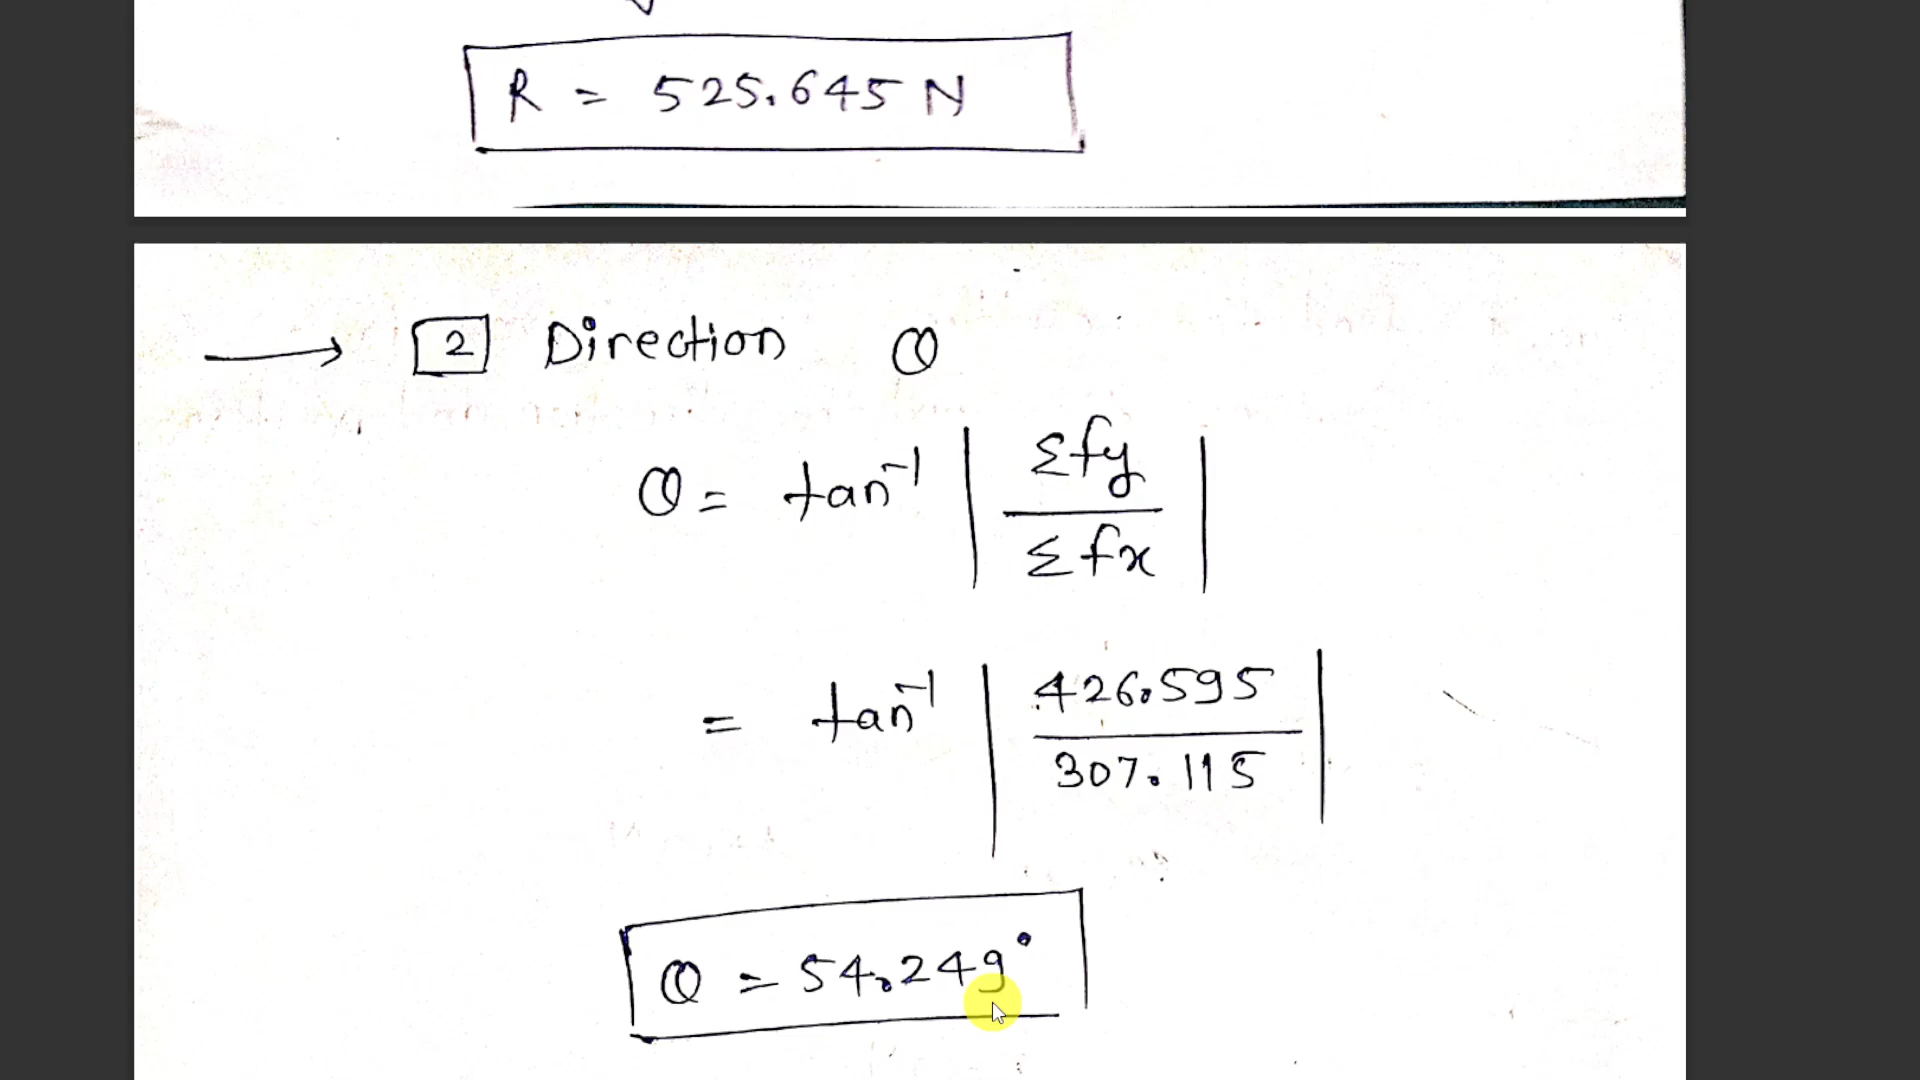 R = 525.645 N
→ 2 Direction θ
θ = tan⁻¹ | Σfy / Σfx |
= tan⁻¹ | 426.595 / 307.115 |
θ = 54.249°